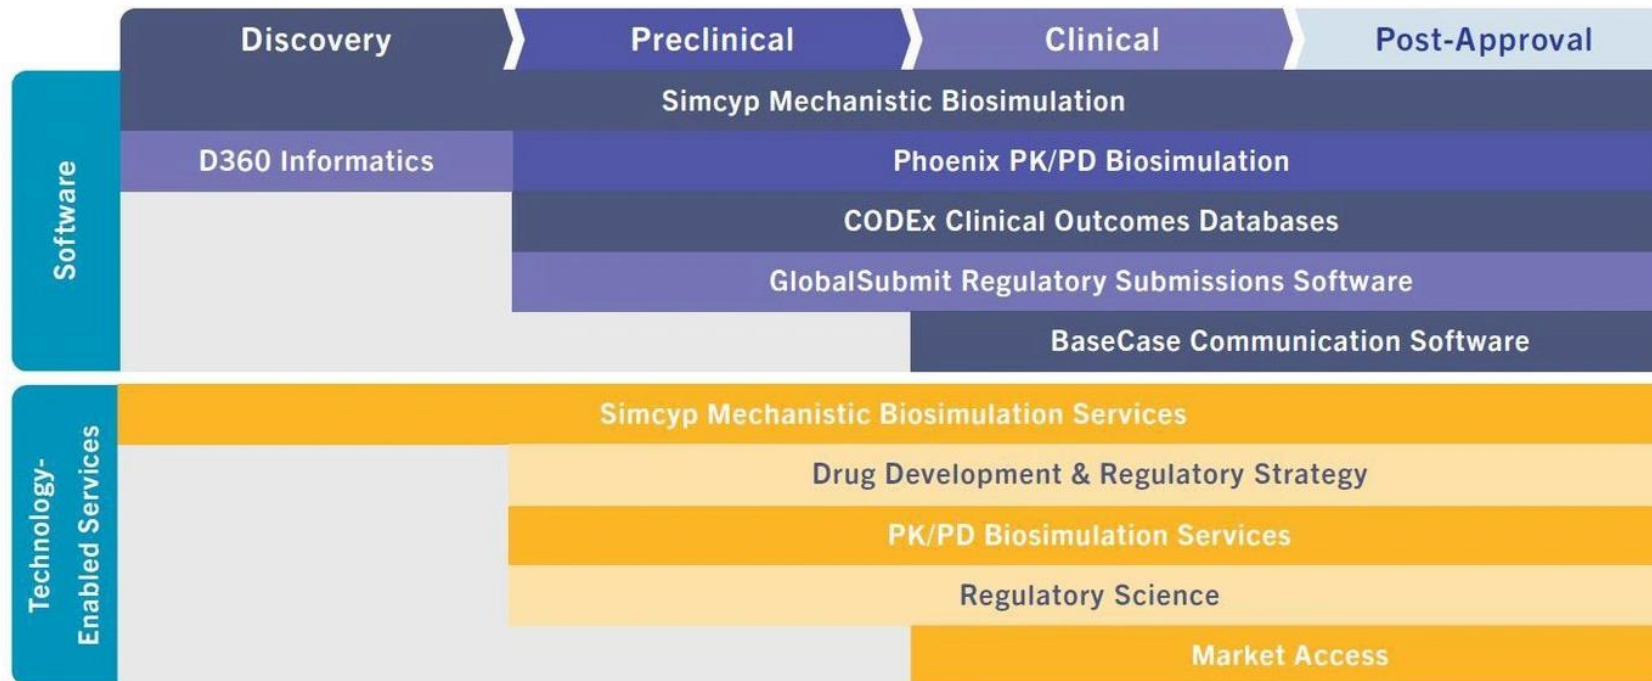 Discovery
Preclinical
Clinical
Post-Approval
Software
Simcyp Mechanistic Biosimulation
D360 Informatics
Phoenix PK/PD Biosimulation
CODEx Clinical Outcomes Databases
GlobalSubmit Regulatory Submissions Software
BaseCase Communication Software
Technology-
Enabled Services
Simcyp Mechanistic Biosimulation Services
Drug Development & Regulatory Strategy
PK/PD Biosimulation Services
Regulatory Science
Market Access